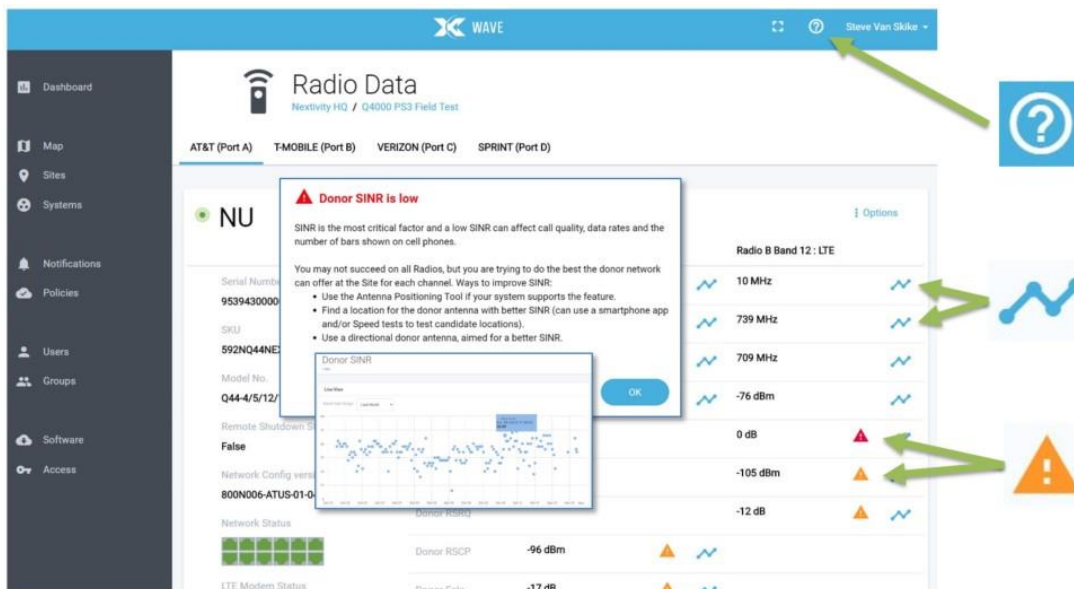 WAVE
Steve Van Skike
Dashboard
Map
Sites
Systems
Notifications
Policies
Users
Groups
Software
Access
Radio Data
Nextivity HQ / Q4000 PS3 Field Test
AT&T (Port A) T-MOBILE (Port B) VERIZON (Port C) SPRINT (Port D)
NU
Options
Radio B Band 12 : LTE
Serial Numbe
9539430000
SKU
592NQ44NE
Model No.
Q44-4/5/12/
Remote Shutdown S
False
Network Config vers
800N006-ATUS-01-0
Network Status
LTE Modem Status
Donor SINR is low
SINR is the most critical factor and a low SINR can affect call quality, data rates and the
number of bars shown on cell phones.
You may not succeed on all Radios, but you are trying to do the best the donor network
can offer at the Site for each channel. Ways to improve SINR:
• Use the Antenna Positioning Tool if your system supports the feature.
• Find a location for the donor antenna with better SINR (can use a smartphone app
and/or Speed tests to test candidate locations).
• Use a directional donor antenna, aimed for a better SINR.
OK
Donor SINR
Line View
Last Month
10 MHz
739 MHz
709 MHz
-76 dBm
0 dB
-105 dBm
Donor RSRQ
-12 dB
Donor RSCP -96 dBm
-17 dB